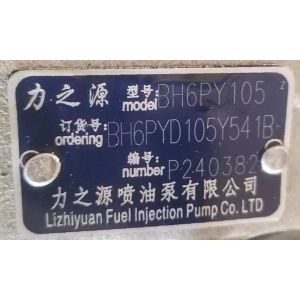 力之源 型号: model BH6PY105
订货号: ordering BH6PYD105Y541B
编号: number P240382
力之源喷油泵有限公司
Lizhiyuan Fuel Injection Pump Co. LTD